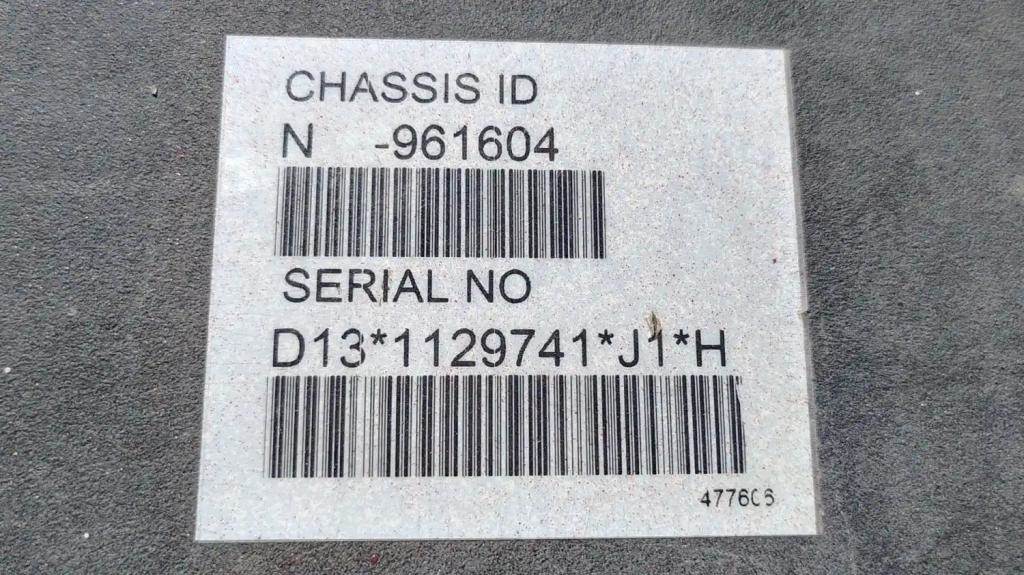 CHASSIS ID
N -961604
SERIAL NO
D13*1129741*J1*H
477606